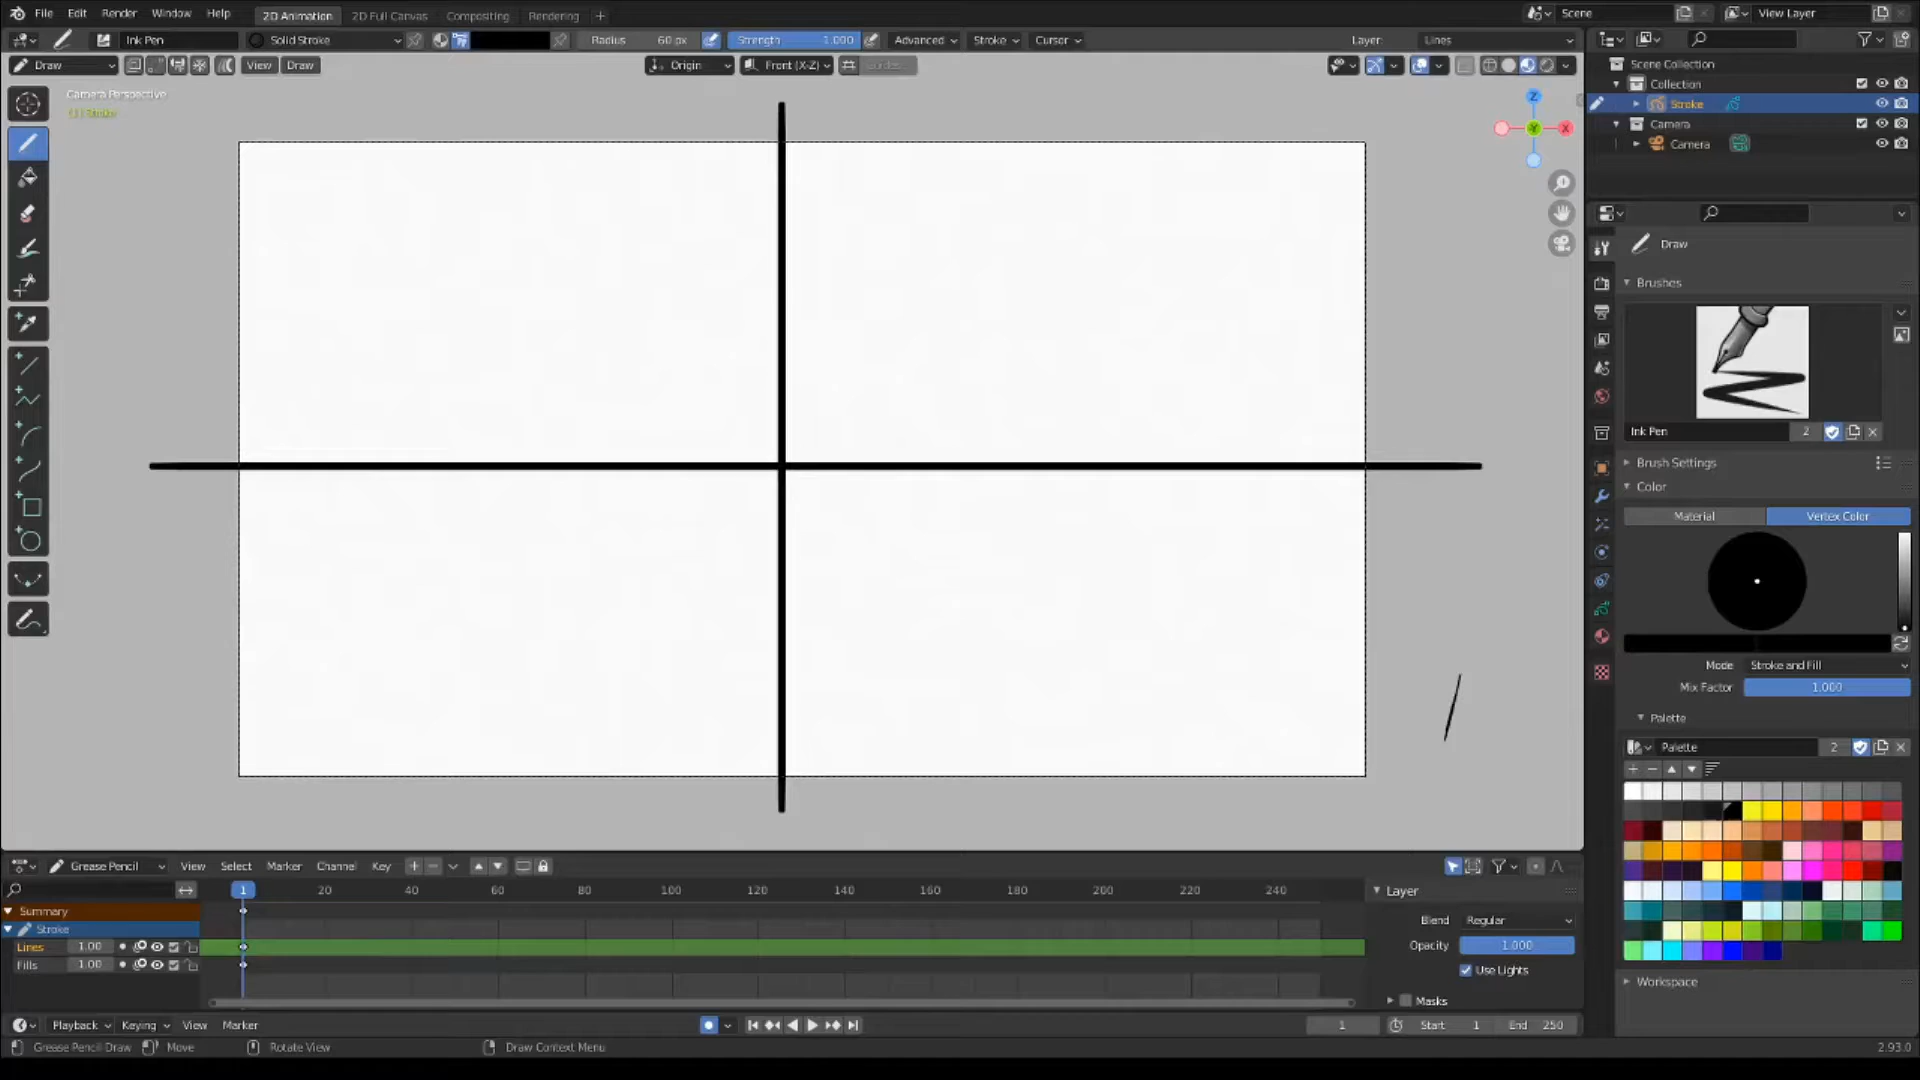 File Edit Render Window Help 2D Animation 2D Full Canvas Compositing Rendering + Scene View Layer
Ink Pen Solid Stroke Radius 60 px Strength 1.000 Advanced Stroke Cursor Layer: Lines
Draw View Draw Origin Front (X-Z) Guides
Camera Perspective
(1) Stroke
Z
Y X
Scene Collection
Collection
Stroke
Camera
Camera
Draw
Brushes
Ink Pen 2
Brush Settings
Color
Material Vertex Color
Mode Stroke and Fill
Mix Factor 1.000
Palette
Palette 2
Workspace
Grease Pencil View Select Marker Channel Key
1 20 40 60 80 100 120 140 160 180 200 220 240
Summary
Stroke
Lines 1.00
Fills 1.00
Layer
Blend Regular
Opacity 1.000
Use Lights
Masks
Playback Keying View Marker 1 Start 1 End 250
Grease Pencil Draw Move Rotate View Draw Context Menu 2.93.0